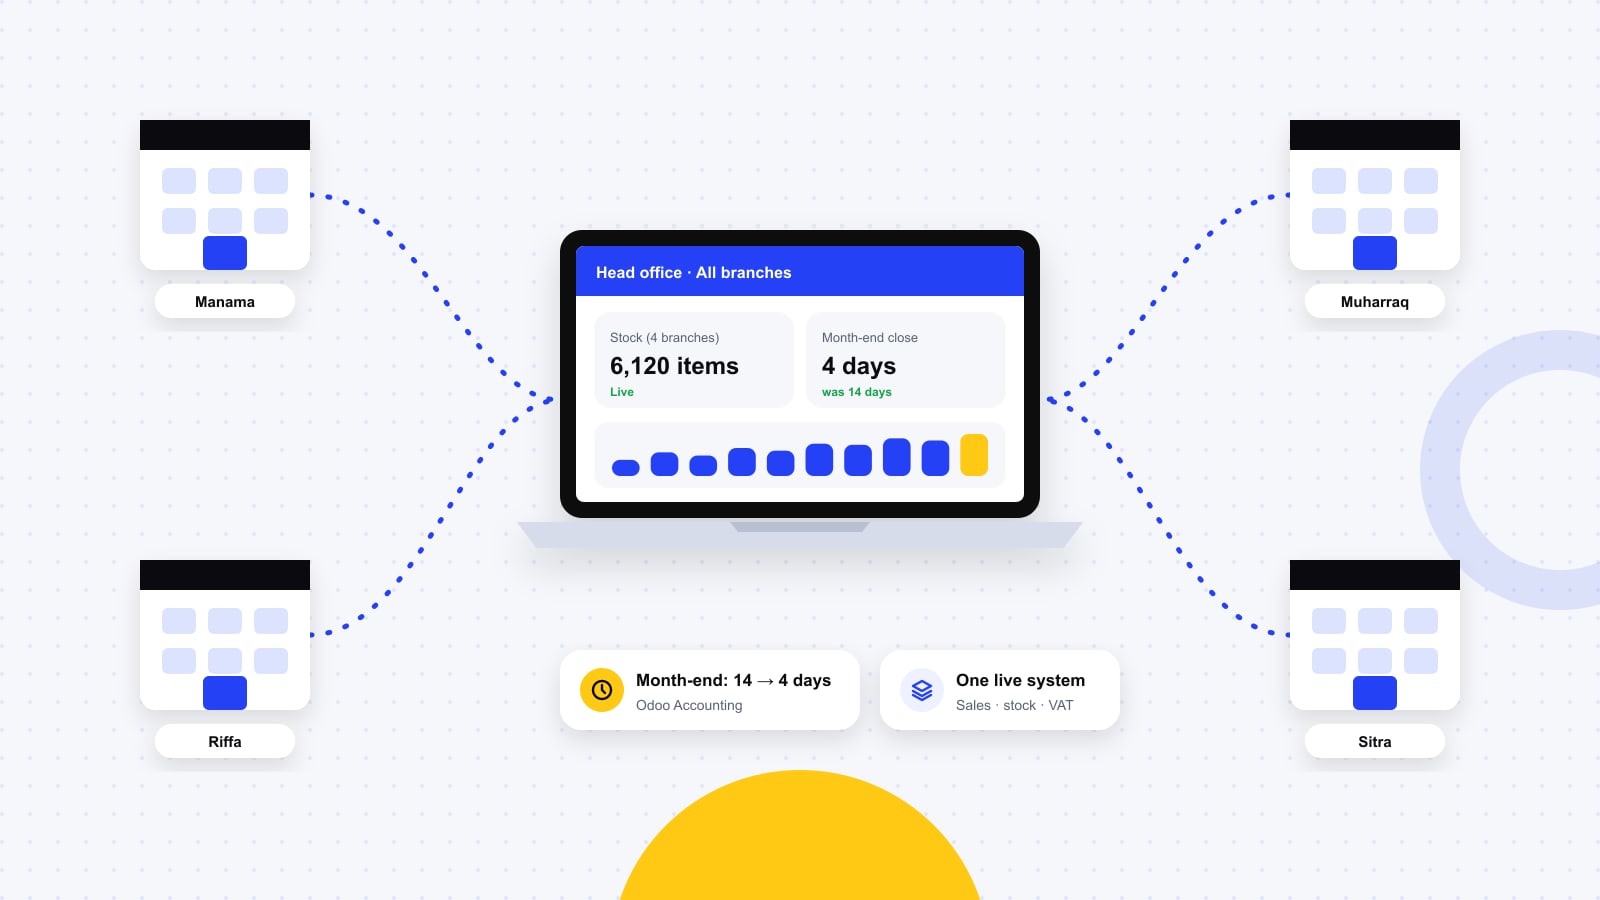 Manama
Muharraq
Head office · All branches
Stock (4 branches)
6,120 items
Live
Month-end close
4 days
was 14 days
Riffa
Sitra
Month-end: 14 → 4 days
Odoo Accounting
One live system
Sales · stock · VAT